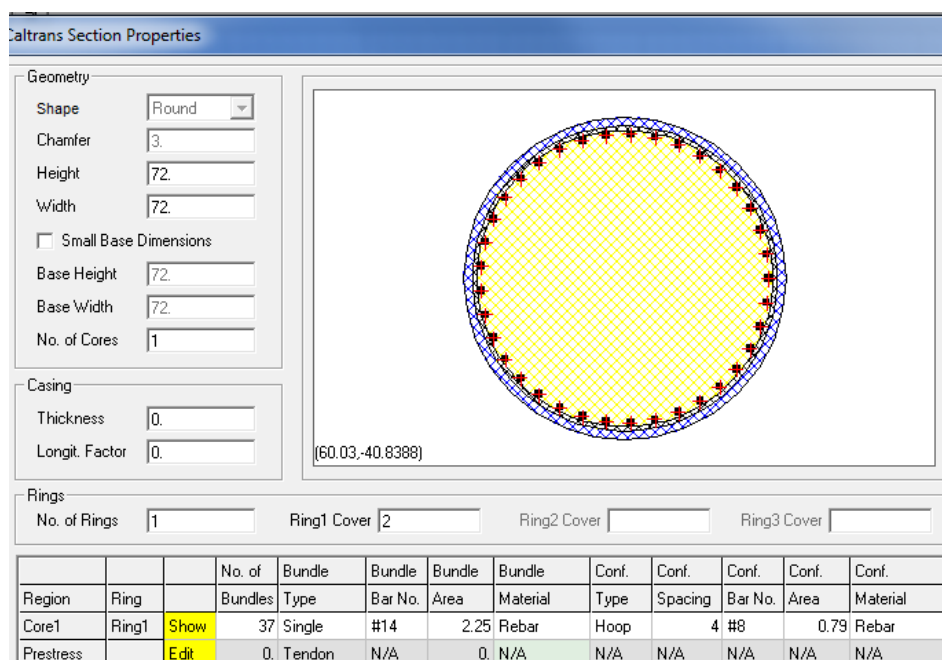 Caltrans Section Properties
Geometry
Shape Round
Chamfer 3.
Height 72.
Width 72.
Small Base Dimensions
Base Height 72.
Base Width 72.
No. of Cores 1
Casing
Thickness 0.
Longit. Factor 0.
(60.03,-40.8388)
Rings
No. of Rings 1 Ring1 Cover 2 Ring2 Cover Ring3 Cover
No. of Bundle Bundle Bundle Bundle Conf. Conf. Conf. Conf. Conf.
Region Ring Bundles Type Bar No. Area Material Type Spacing Bar No. Area Material
Core1 Ring1 Show 37 Single #14 2.25 Rebar Hoop 4 #8 0.79 Rebar
Prestress Edit 0. Tendon N/A 0. N/A N/A N/A N/A N/A N/A